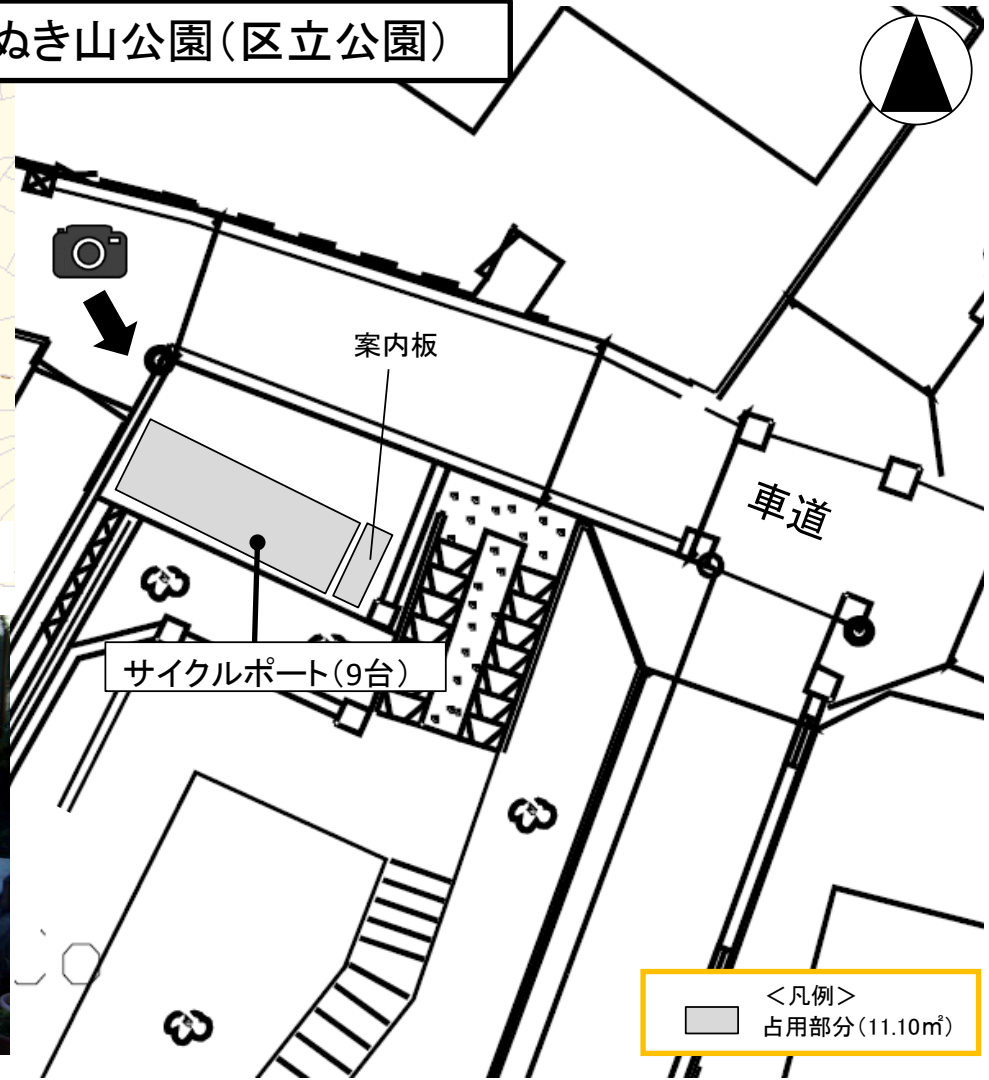 ぬき山公園(区立公園)
案内板
車道
サイクルポート(9台)
<凡例>
占用部分(11.10㎡)